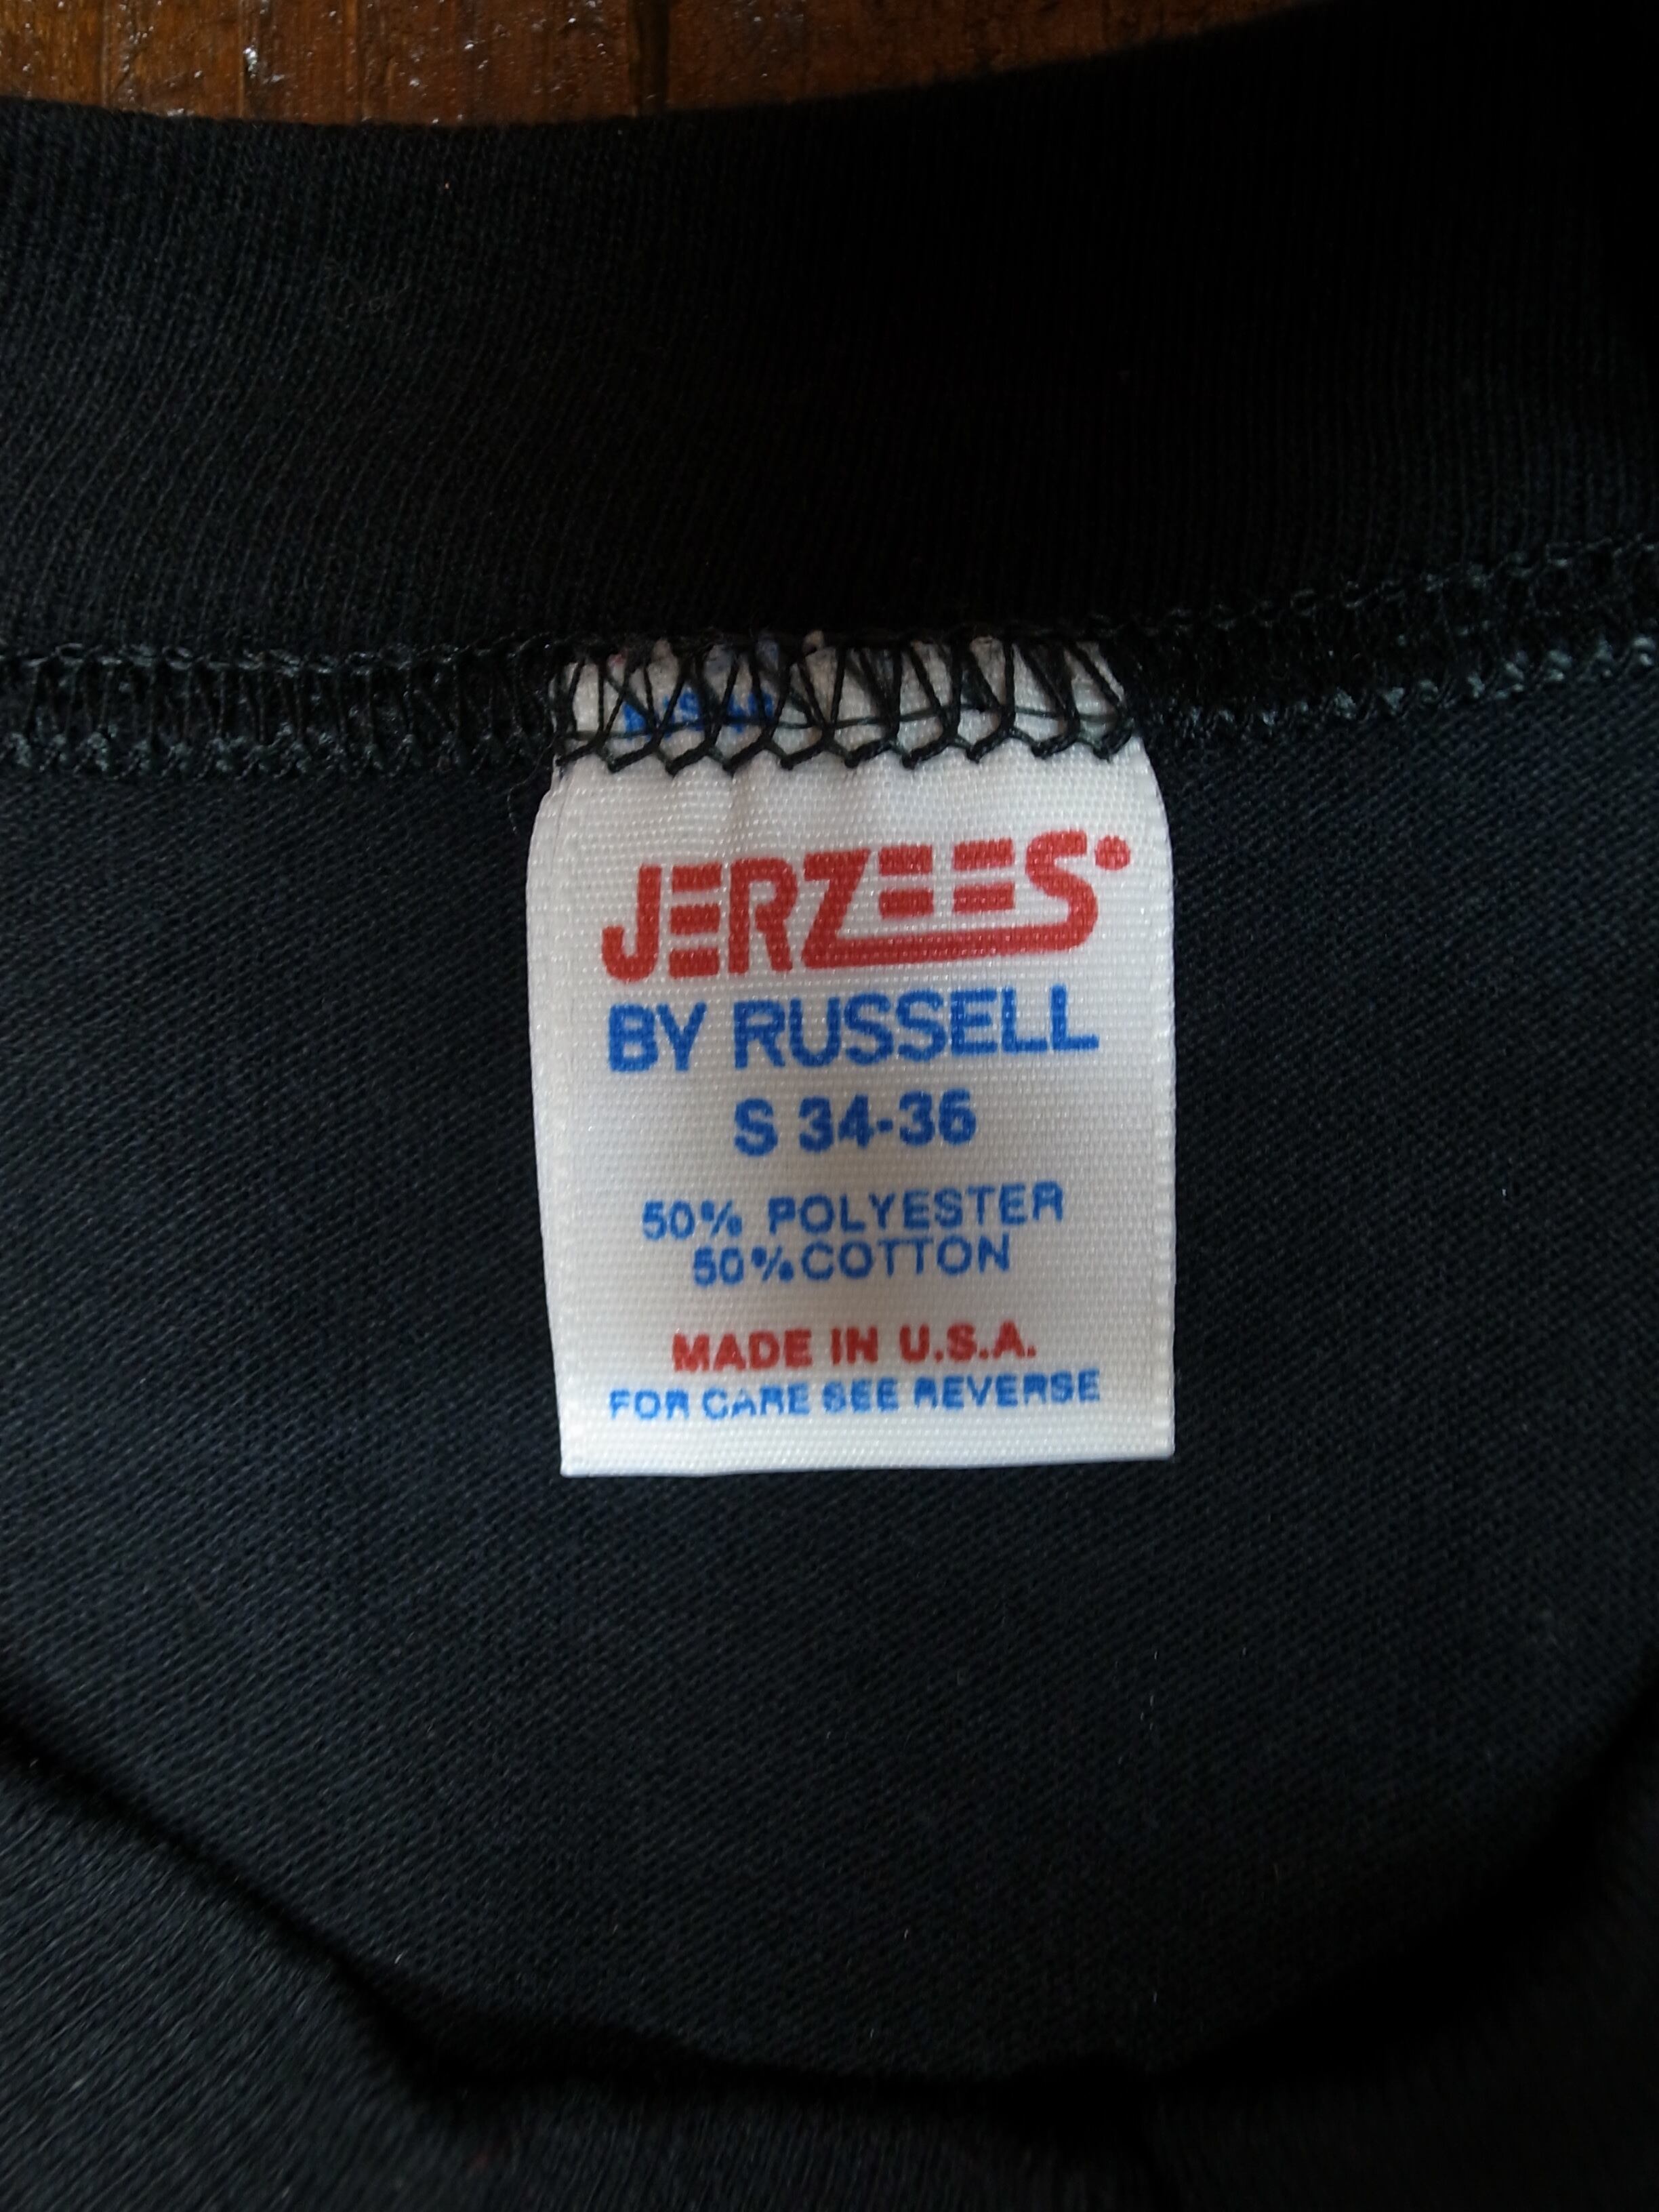 JERZEES
BY RUSSELL
S 34-36
50% POLYESTER
50% COTTON
MADE IN U.S.A.
FOR CARE SEE REVERSE